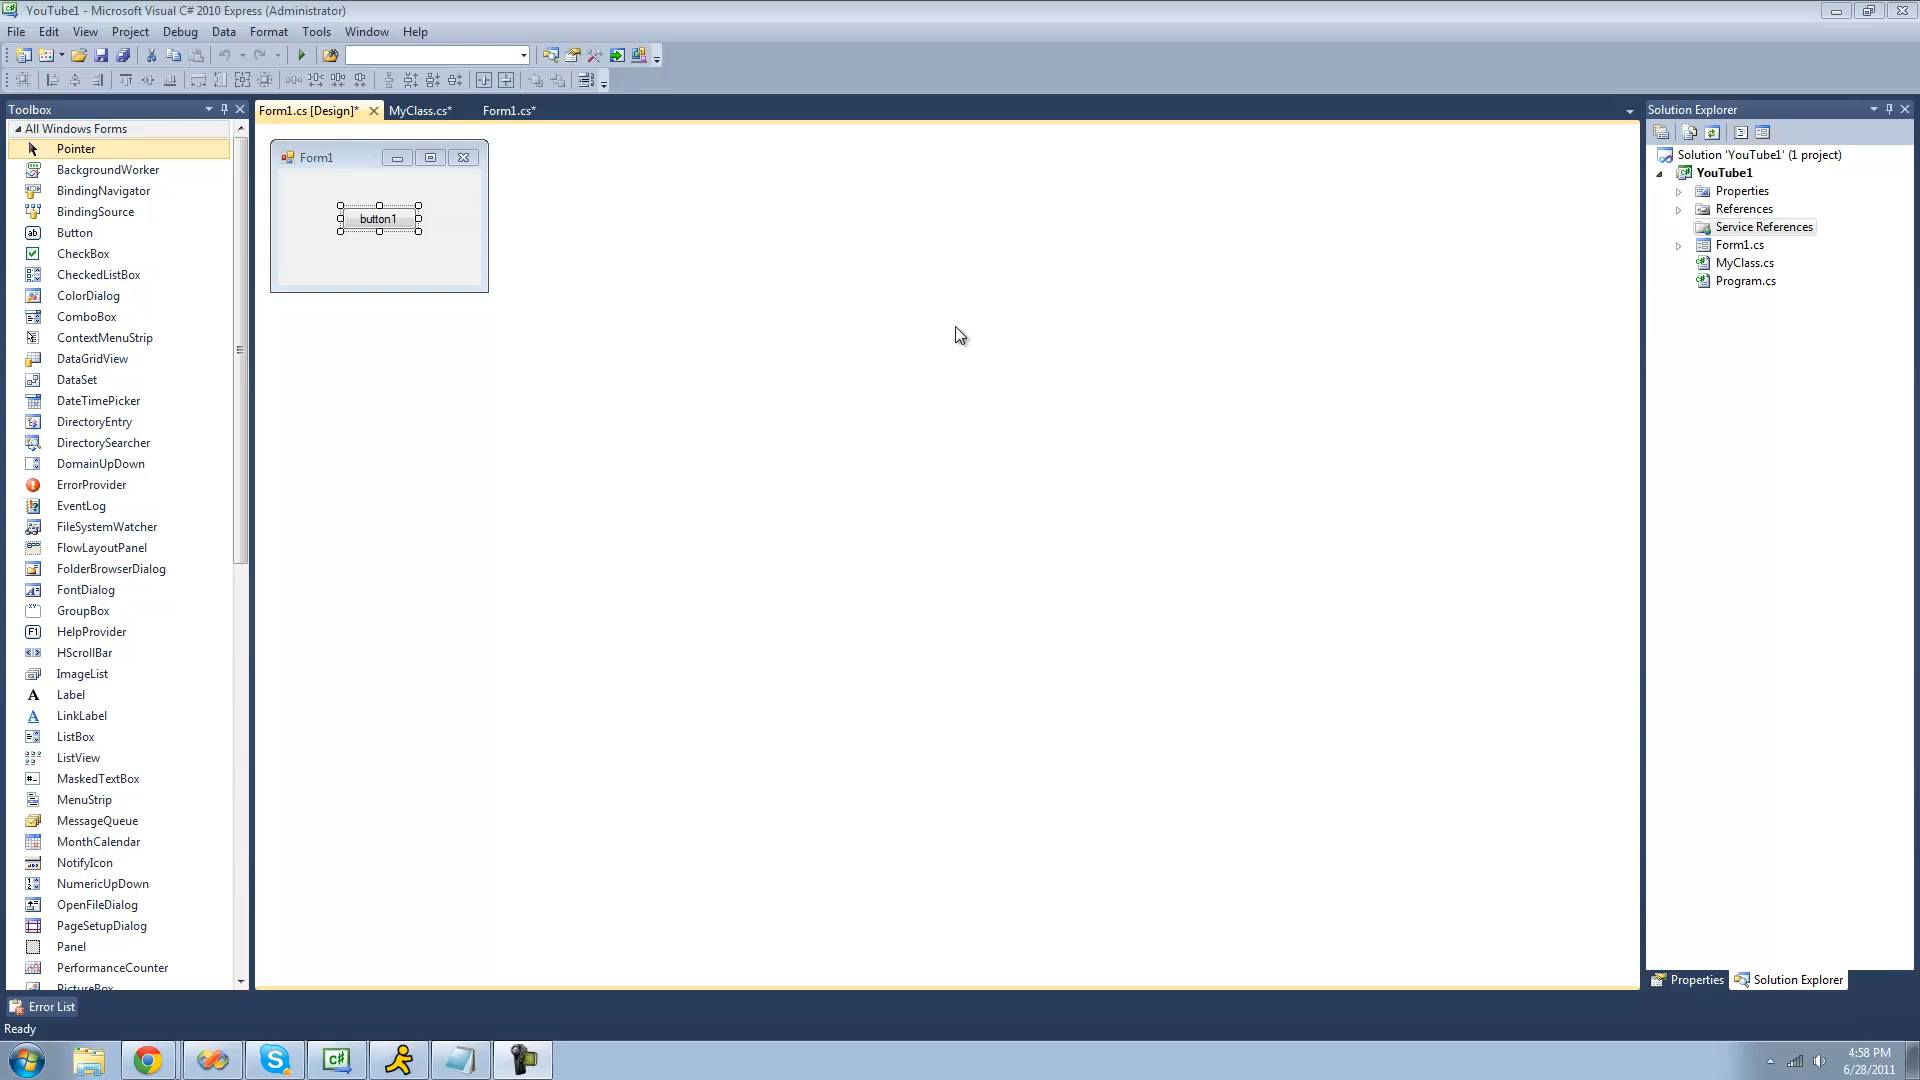 YouTube1 - Microsoft Visual C# 2010 Express (Administrator)
File Edit View Project Debug Data Format Tools Window Help
Toolbox
All Windows Forms
Pointer
BackgroundWorker
BindingNavigator
BindingSource
Button
CheckBox
CheckedListBox
ColorDialog
ComboBox
ContextMenuStrip
DataGridView
DataSet
DateTimePicker
DirectoryEntry
DirectorySearcher
DomainUpDown
ErrorProvider
EventLog
FileSystemWatcher
FlowLayoutPanel
FolderBrowserDialog
FontDialog
GroupBox
HelpProvider
HScrollBar
ImageList
Label
LinkLabel
ListBox
ListView
MaskedTextBox
MenuStrip
MessageQueue
MonthCalendar
NotifyIcon
NumericUpDown
OpenFileDialog
PageSetupDialog
Panel
PerformanceCounter
PictureBox
Form1.cs [Design]* MyClass.cs* Form1.cs*
Form1
button1
Solution Explorer
Solution 'YouTube1' (1 project)
YouTube1
Properties
References
Service References
Form1.cs
MyClass.cs
Program.cs
Properties Solution Explorer
Error List
Ready
4:58 PM
6/28/2011